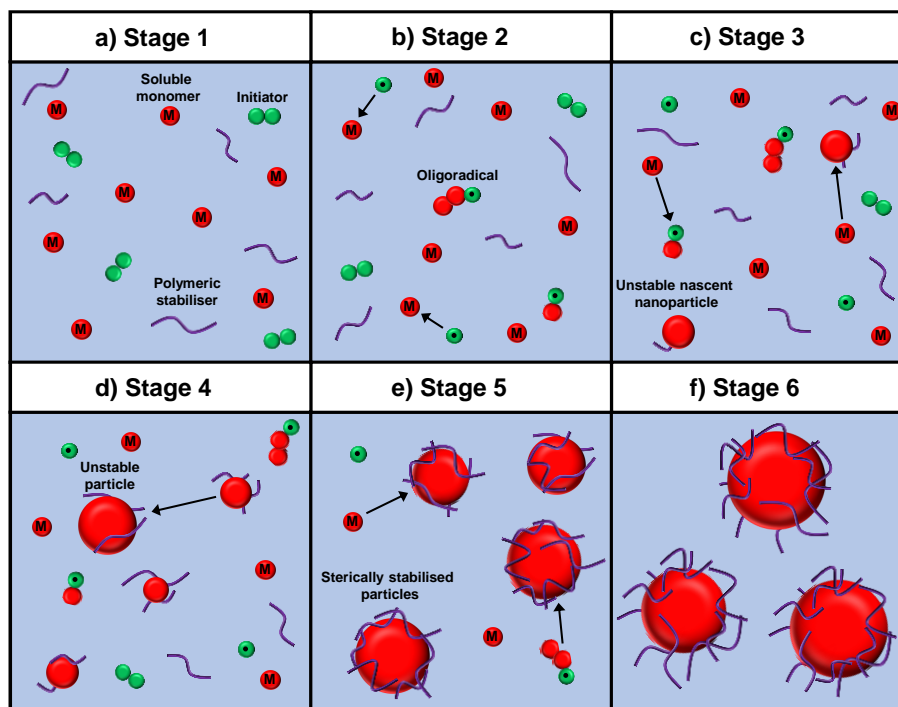 a) Stage 1
b) Stage 2
c) Stage 3
Soluble
monomer
Initiator
M
M
M
M
M
M
M
M
Polymeric
stabiliser
M
M
M
Oligoradical
M
M
M
M
M
M
M
M
M
Unstable nascent
nanoparticle
M
d) Stage 4
e) Stage 5
f) Stage 6
M
Unstable
particle
M
M
M
M
Sterically stabilised
particles
M